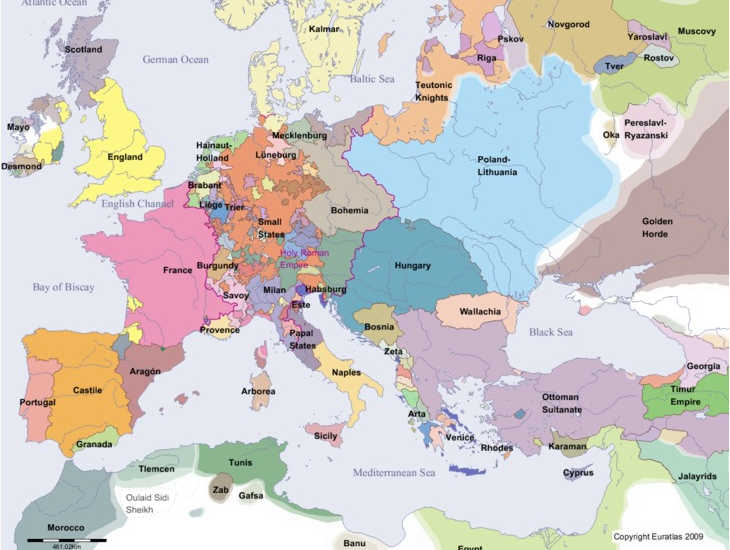 Atlantic Ocean
Scotland
Kalmar
Novgorod
Muscovy
Yaroslavl
Pskov
Riga
Rostov
Tver
German Ocean
Baltic Sea
Teutonic
Knights
Mayo
Desmond
England
Mecklenburg
Hainaut-
Holland
Lüneburg
Pereslavl-
Ryazanski
Oka
Poland-
Lithuania
Brabant
Liège
Trier
English Channel
Bohemia
Small
States
Golden
Horde
Holy Roman
Empire
France
Burgundy
Hungary
Bay of Biscay
Savoy
Milan
Habsburg
Este
Wallachia
Black Sea
Provence
Papal
States
Bosnia
Zeta
Georgia
Aragón
Naples
Castile
Portugal
Arborea
Timur
Empire
Ottoman
Sultanate
Arta
Granada
Sicily
Venice
Rhodes
Karaman
Tlemcen
Tunis
Mediterranean Sea
Cyprus
Jalayrids
Zab
Gafsa
Oulaid Sidi
Sheikh
Morocco
461.02Km
Banu
Egypt
Copyright Euratlas 2009